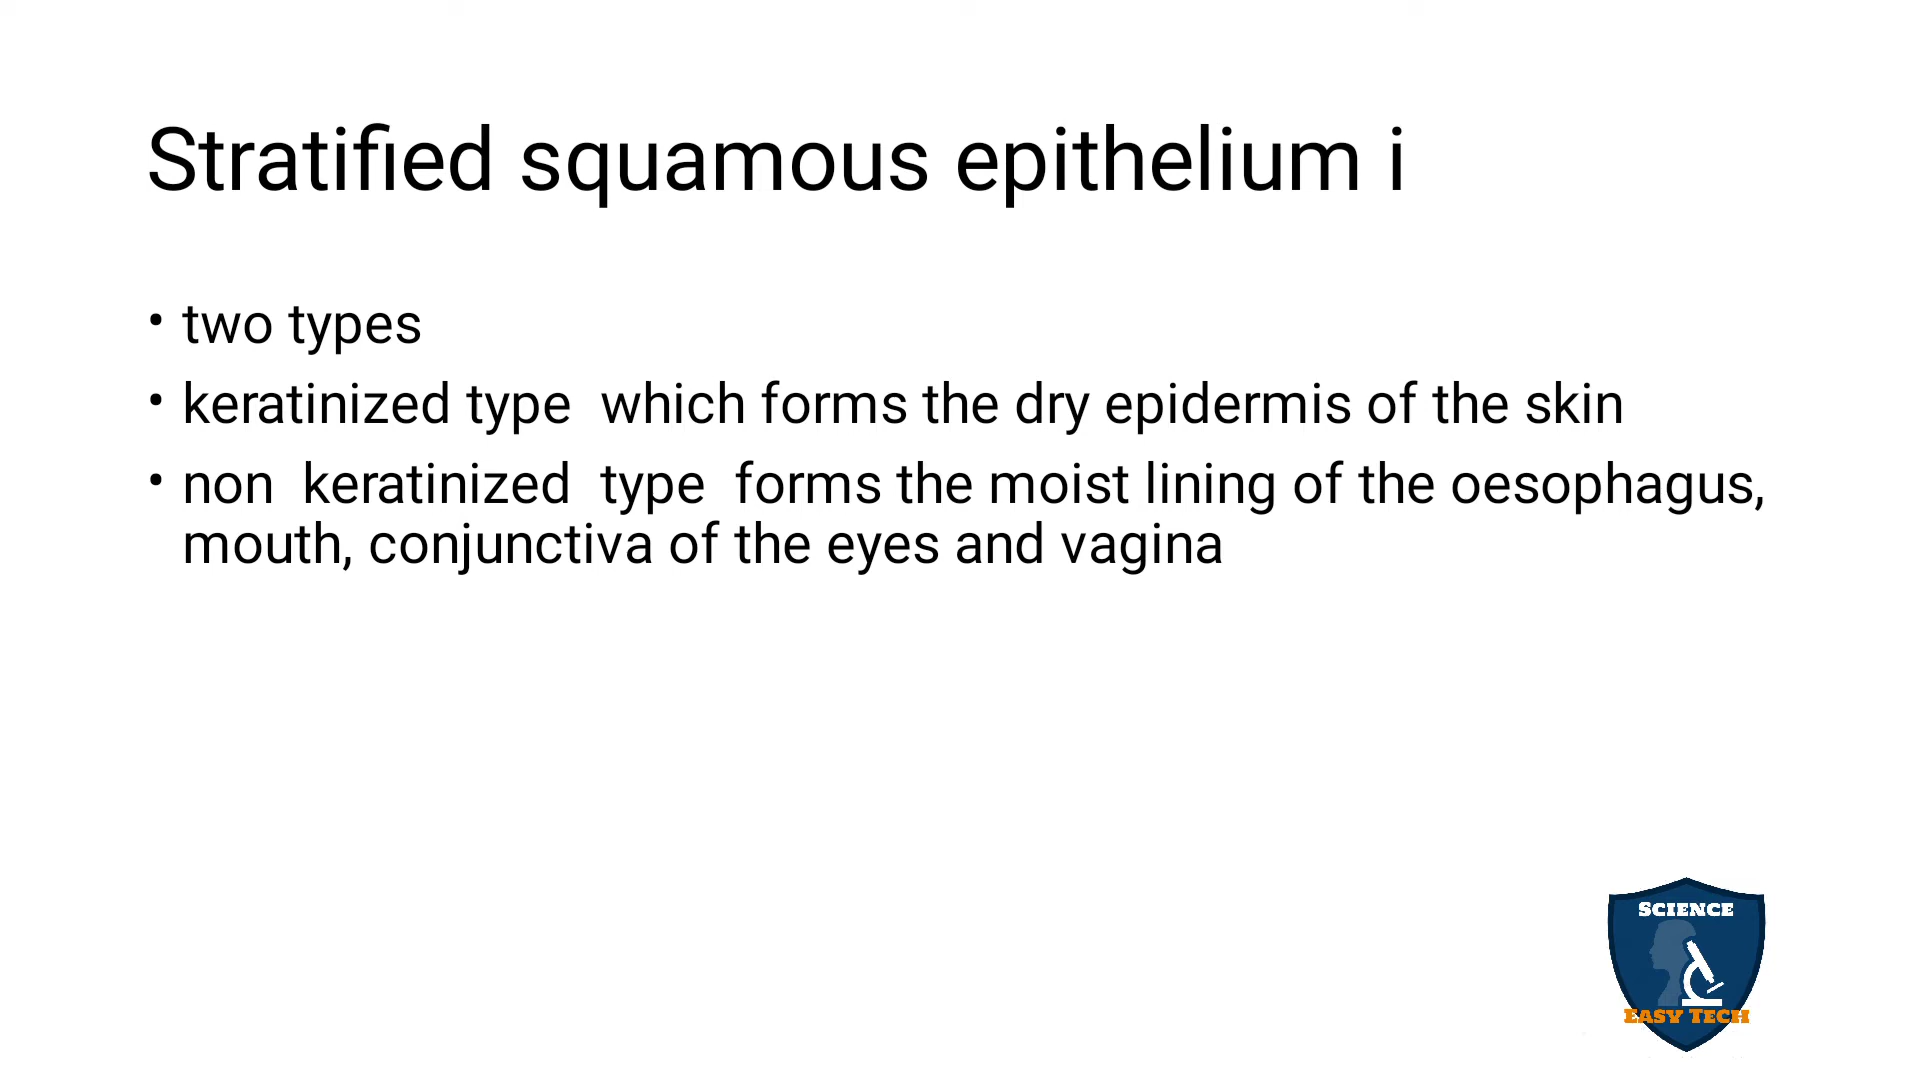 Stratified squamous epithelium i
• two types
• keratinized type  which forms the dry epidermis of the skin
• non  keratinized  type  forms the moist lining of the oesophagus,
mouth, conjunctiva of the eyes and vagina
SCIENCE
EASY TECH